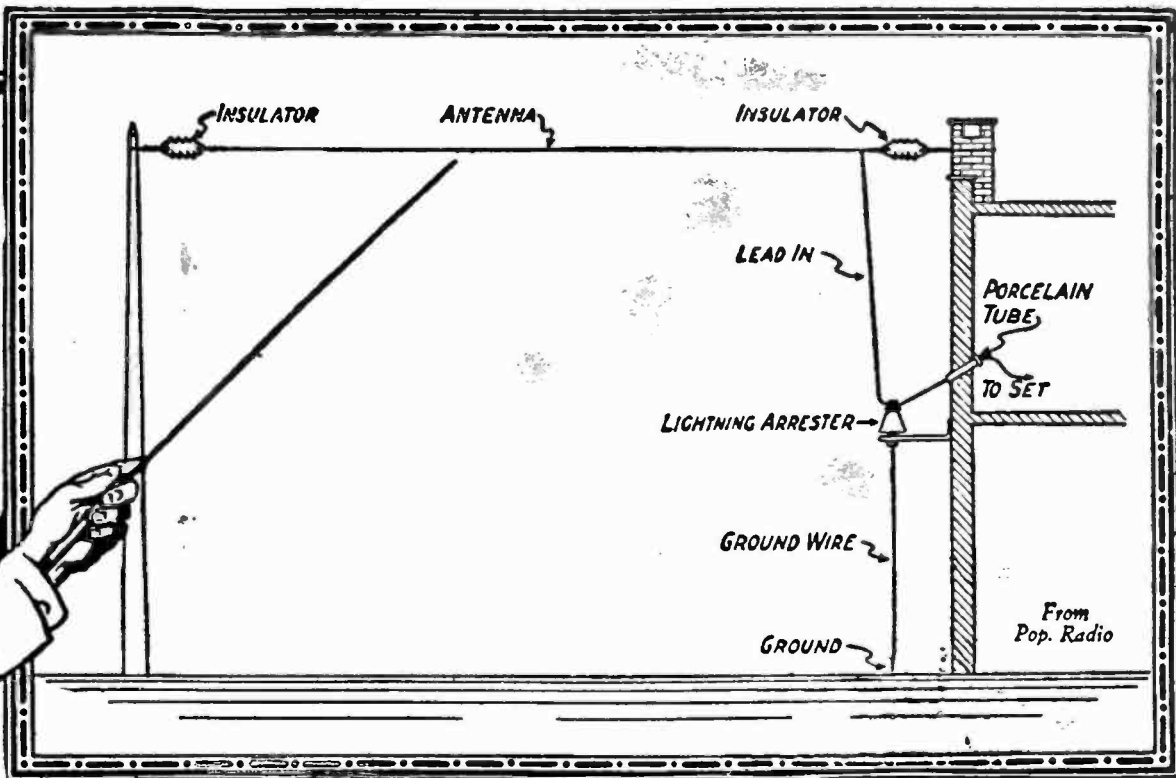 INSULATOR
ANTENNA
INSULATOR
LEAD IN
PORCELAIN
TUBE
TO SET
LIGHTNING ARRESTER
GROUND WIRE
From
Pop. Radio
GROUND